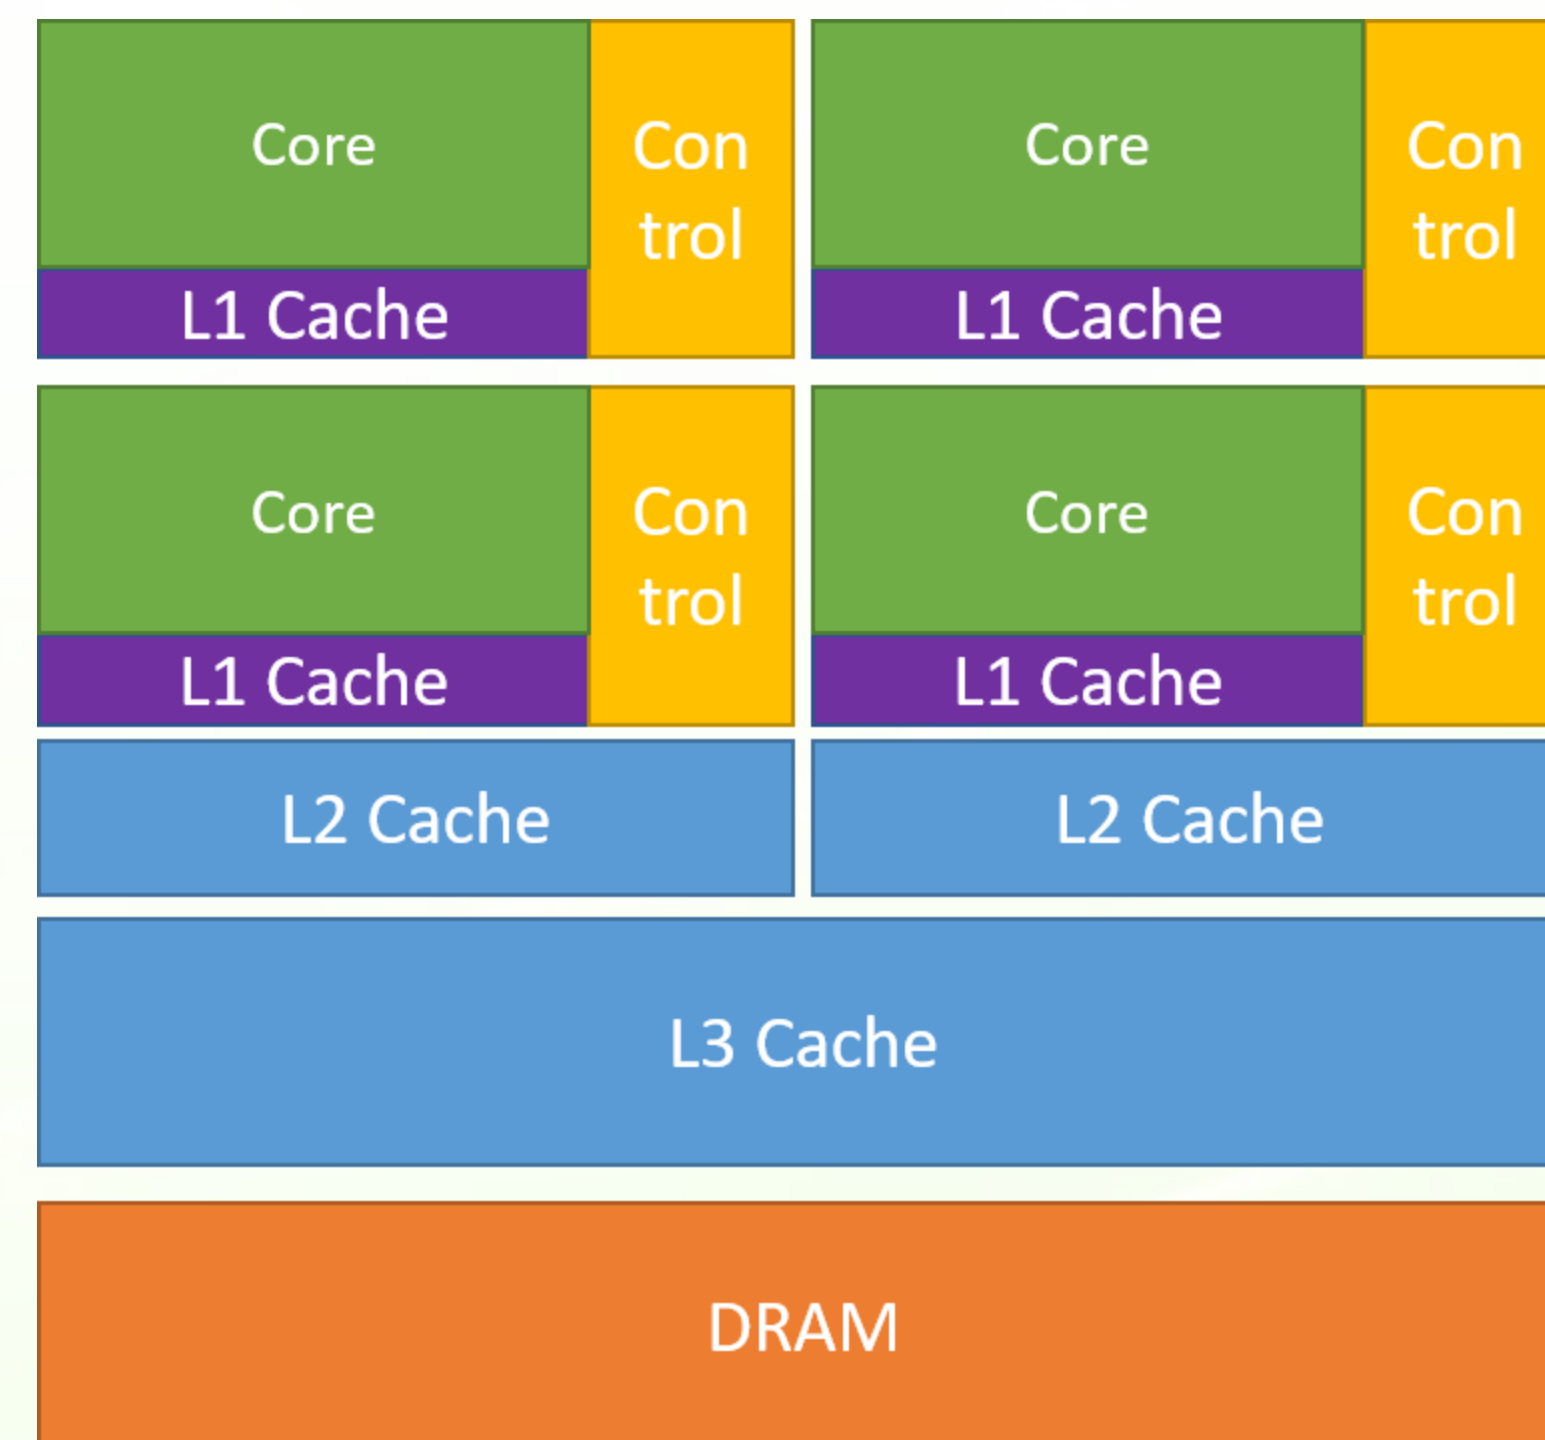 Core
Con
trol
Core
Con
trol
L1 Cache
L1 Cache
Core
Con
trol
Core
Con
trol
L1 Cache
L1 Cache
L2 Cache
L2 Cache
L3 Cache
DRAM